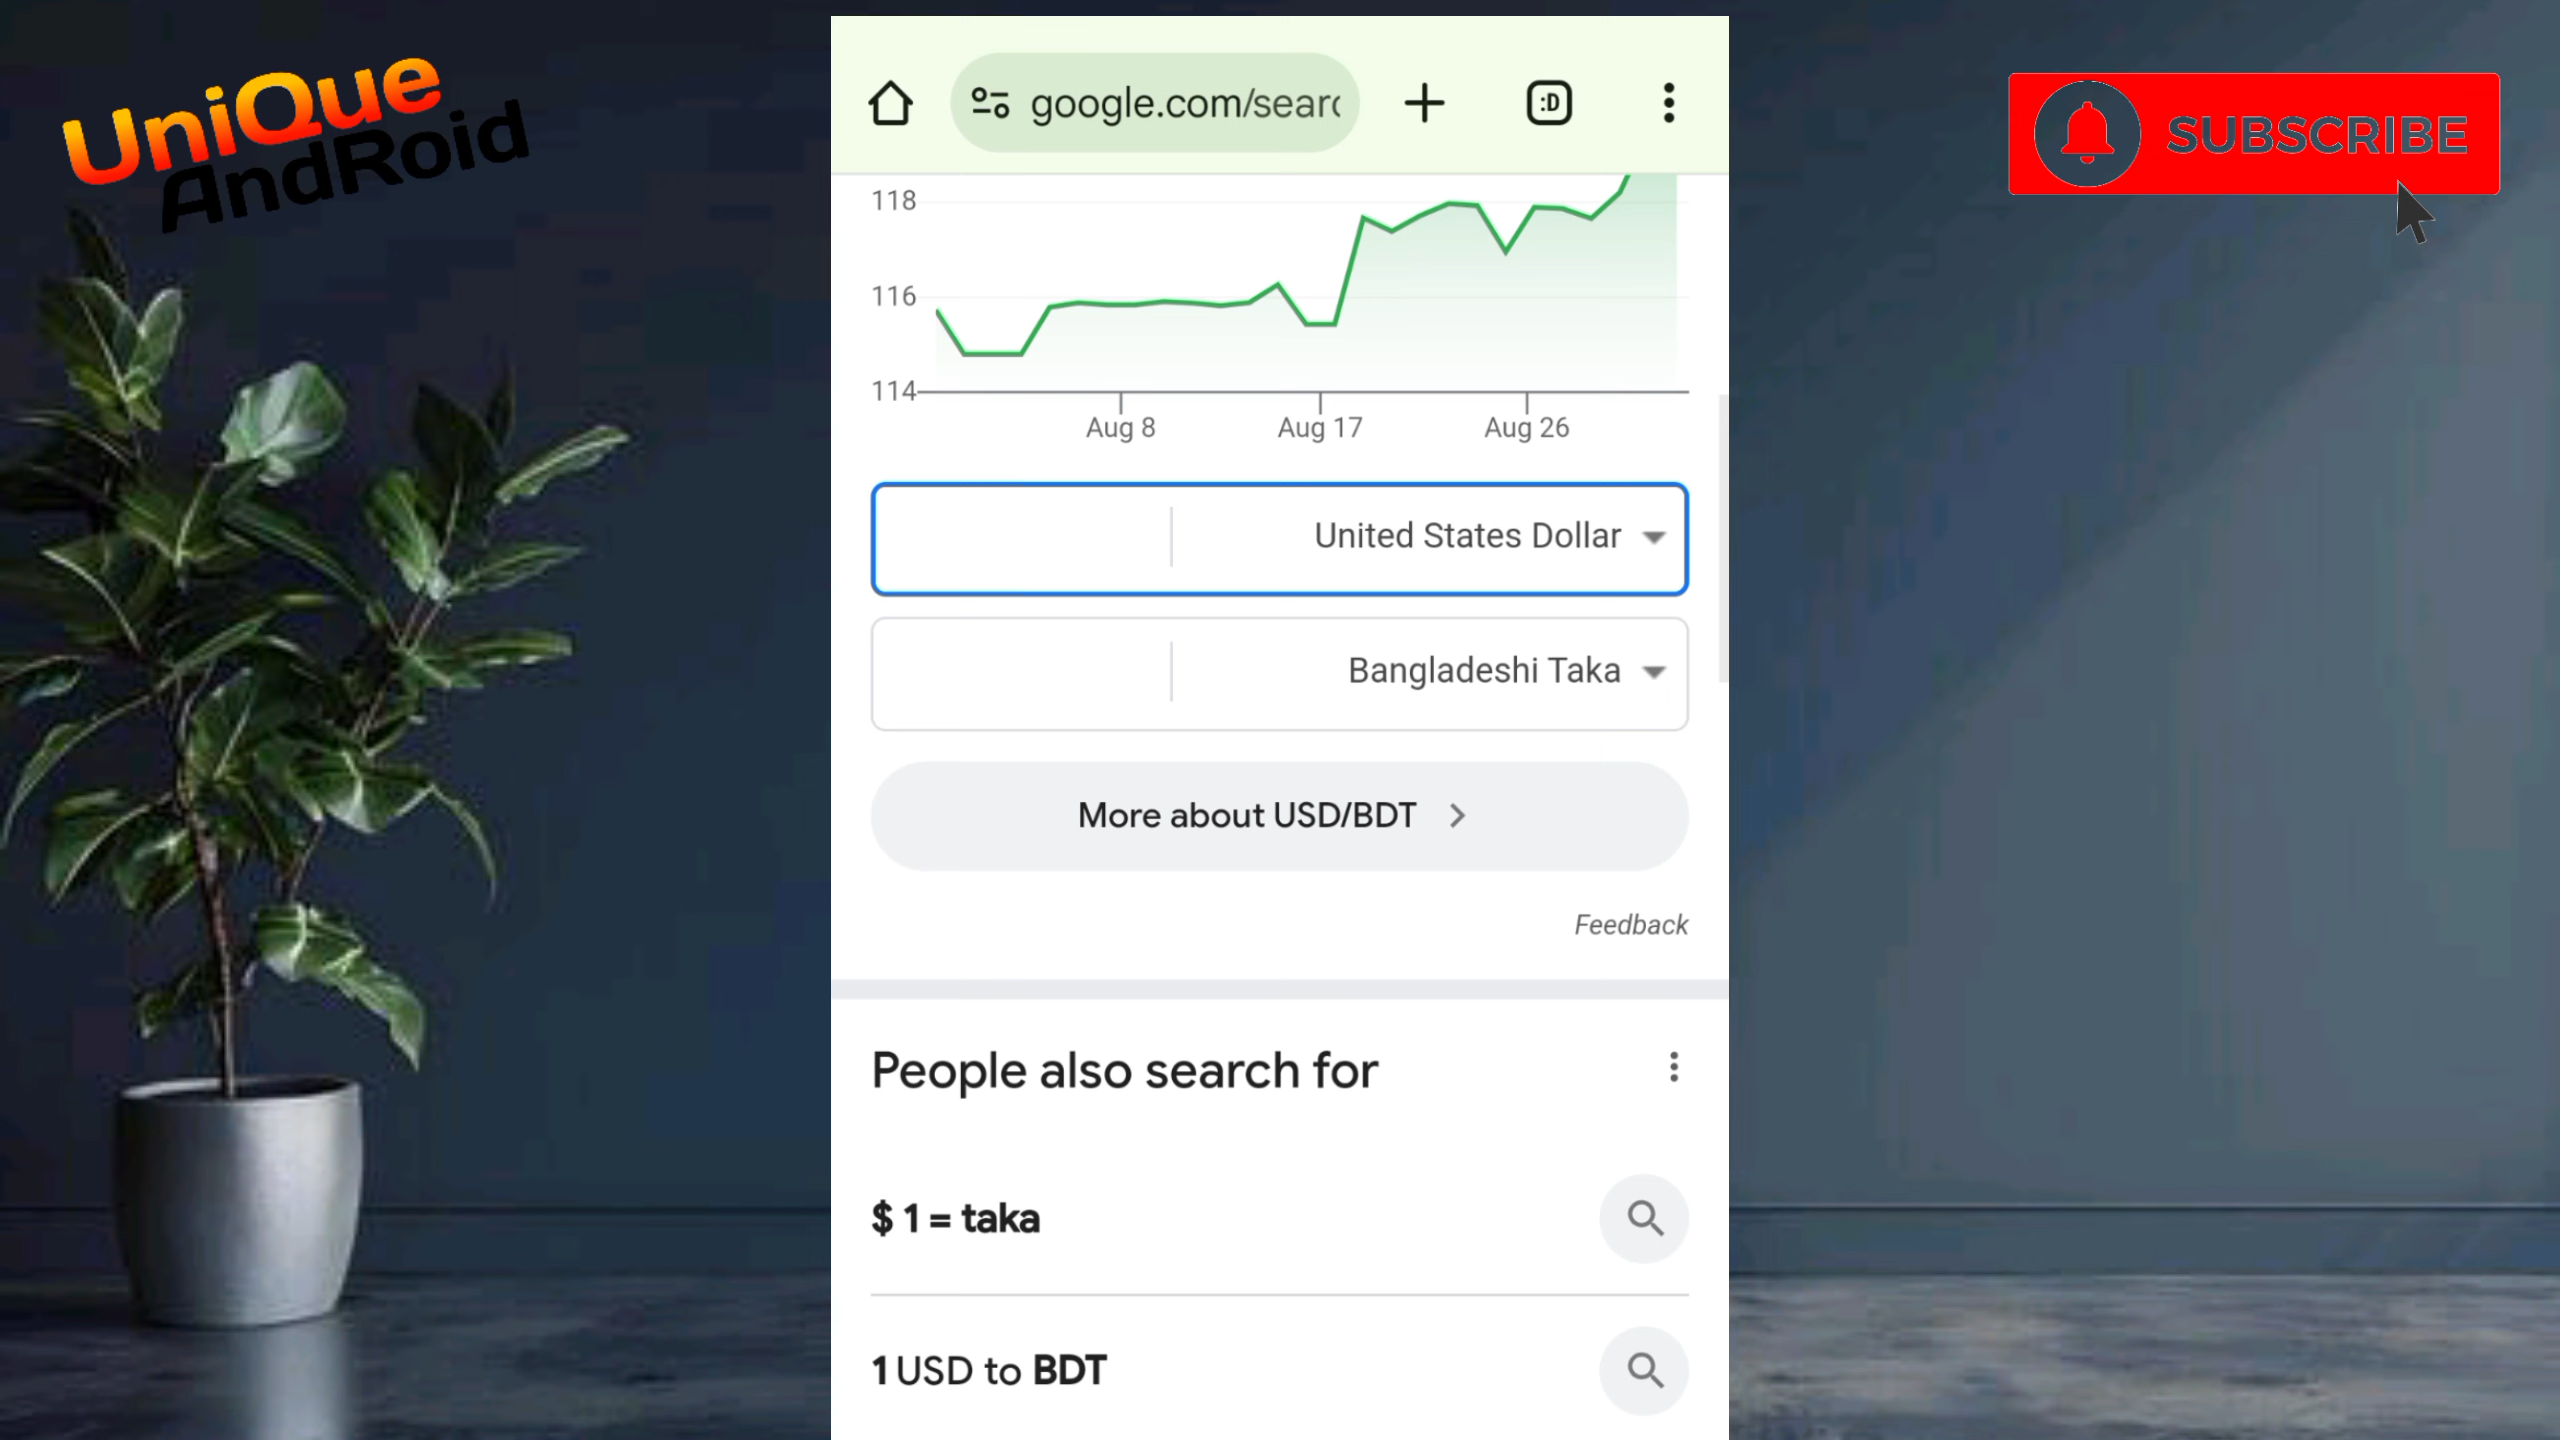 UniQue
AndRoid
SUBSCRIBE
google.com/searc
:D
118
116
114
Aug 8
Aug 17
Aug 26
United States Dollar
Bangladeshi Taka
More about USD/BDT
Feedback
People also search for
$ 1 = taka
1 USD to BDT